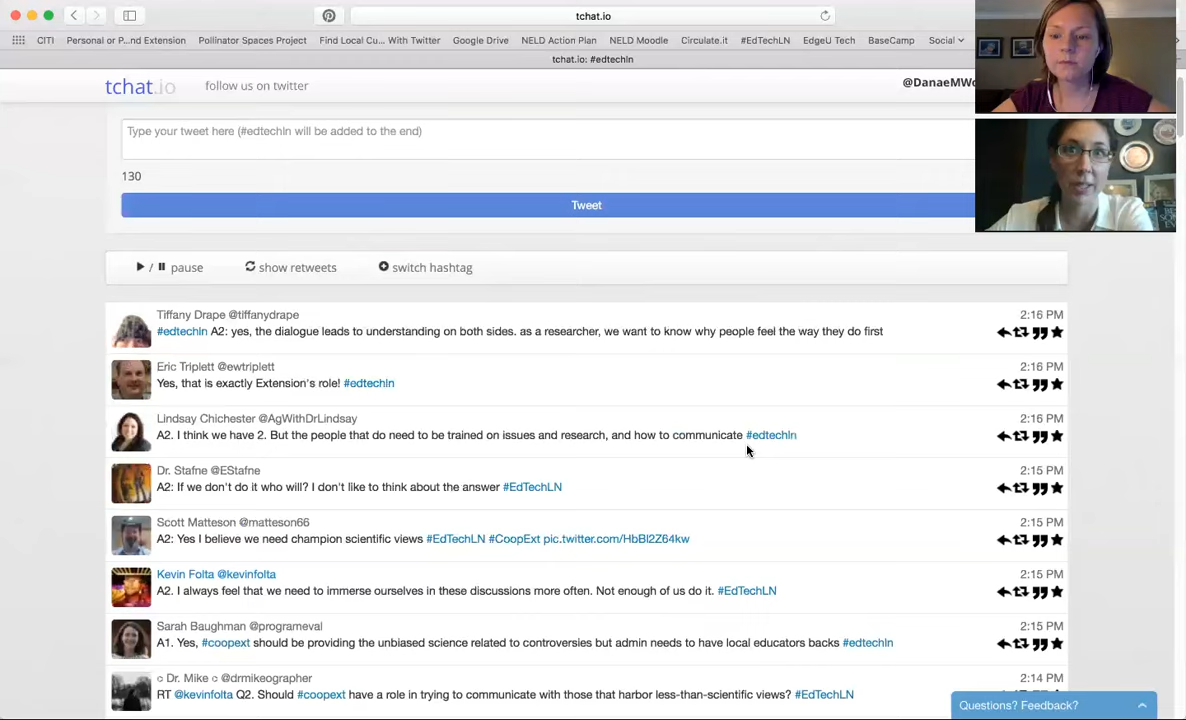 tchat.io
CITI Personal or P...nd Extension Pollinator Spaces Project Find Local Cu... With Twitter Google Drive NELD Action Plan NELD Moodle Circulate.it #EdTechLN EdgeU Tech BaseCamp Social
tchat.io: #edtechln
tchat.io follow us on twitter @DanaeMWo
Type your tweet here (#edtechln will be added to the end)
130
Tweet
/ pause show retweets switch hashtag
Tiffany Drape @tiffanydrape 2:16 PM
#edtechln A2: yes, the dialogue leads to understanding on both sides. as a researcher, we want to know why people feel the way they do first
Eric Triplett @ewtriplett 2:16 PM
Yes, that is exactly Extension's role! #edtechln
Lindsay Chichester @AgWithDrLindsay 2:16 PM
A2. I think we have 2. But the people that do need to be trained on issues and research, and how to communicate #edtechln
Dr. Stafne @EStafne 2:15 PM
A2: If we don't do it who will? I don't like to think about the answer #EdTechLN
Scott Matteson @matteson66 2:15 PM
A2: Yes I believe we need champion scientific views #EdTechLN #CoopExt pic.twitter.com/HbBl2Z64kw
Kevin Folta @kevinfolta 2:15 PM
A2. I always feel that we need to immerse ourselves in these discussions more often. Not enough of us do it. #EdTechLN
Sarah Baughman @programeval 2:15 PM
A1. Yes, #coopext should be providing the unbiased science related to controversies but admin needs to have local educators backs #edtechln
Dr. Mike @drmikeographer 2:14 PM
RT @kevinfolta Q2. Should #coopext have a role in trying to communicate with those that harbor less-than-scientific views? #EdTechLN
Questions? Feedback?